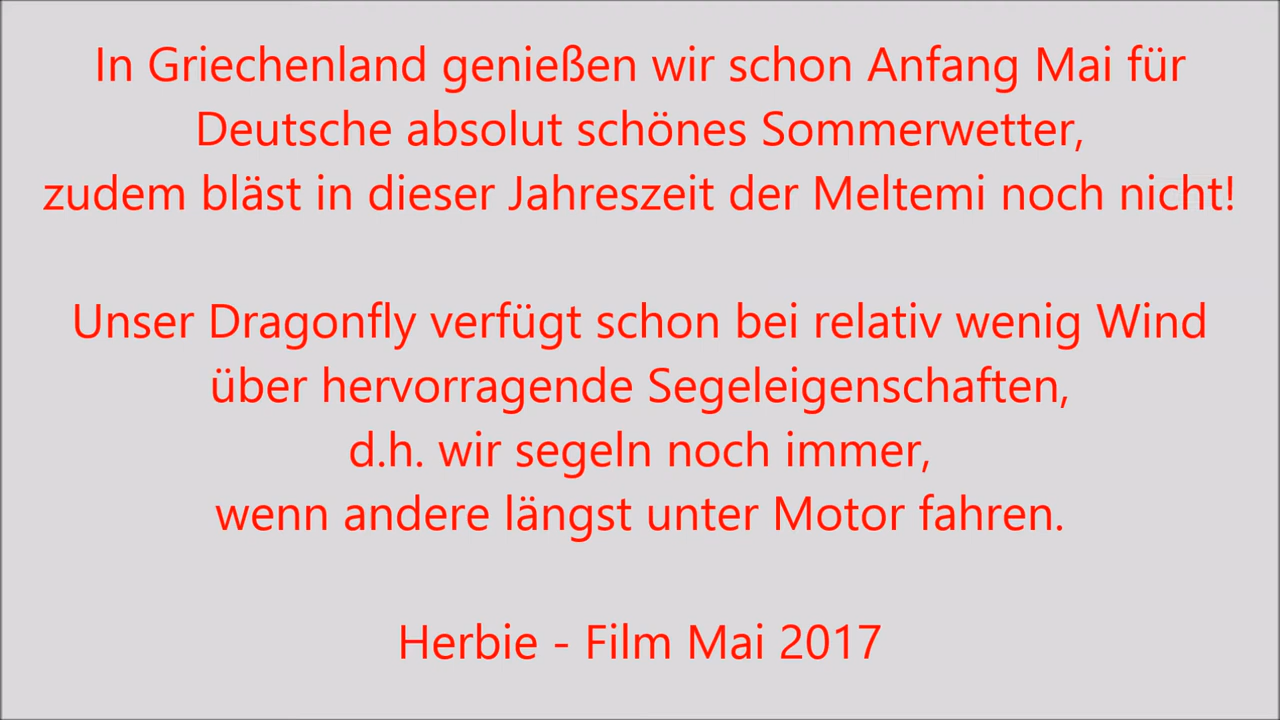 In Griechenland genießen wir schon Anfang Mai für
Deutsche absolut schönes Sommerwetter,
zudem bläst in dieser Jahreszeit der Meltemi noch nicht!
Unser Dragonfly verfügt schon bei relativ wenig Wind
über hervorragende Segeleigenschaften,
d.h. wir segeln noch immer,
wenn andere längst unter Motor fahren.
Herbie - Film Mai 2017